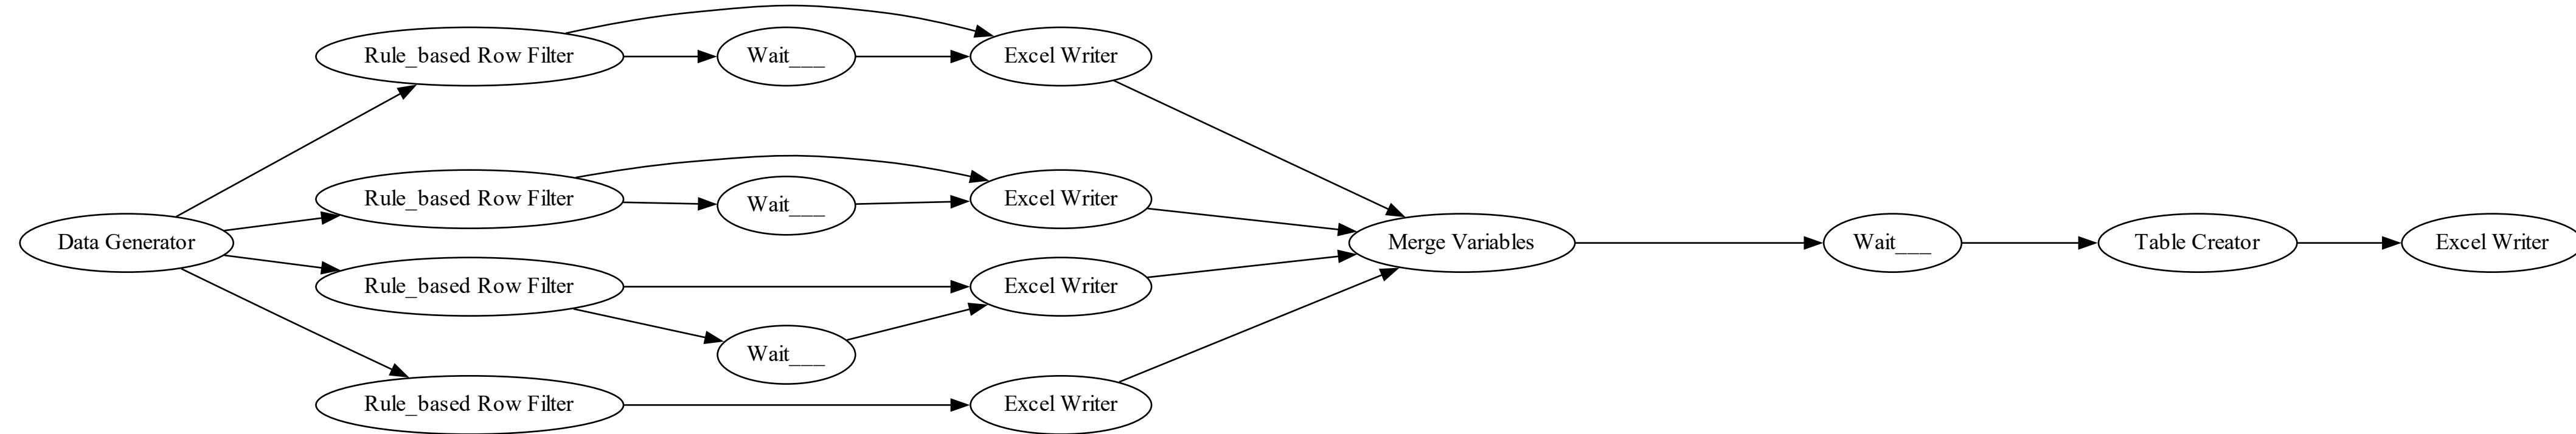 Rule_based Row Filter
Wait___
Excel Writer
Rule_based Row Filter
Wait___
Excel Writer
Data Generator
Merge Variables
Wait___
Table Creator
Excel Writer
Rule_based Row Filter
Excel Writer
Wait___
Rule_based Row Filter
Excel Writer